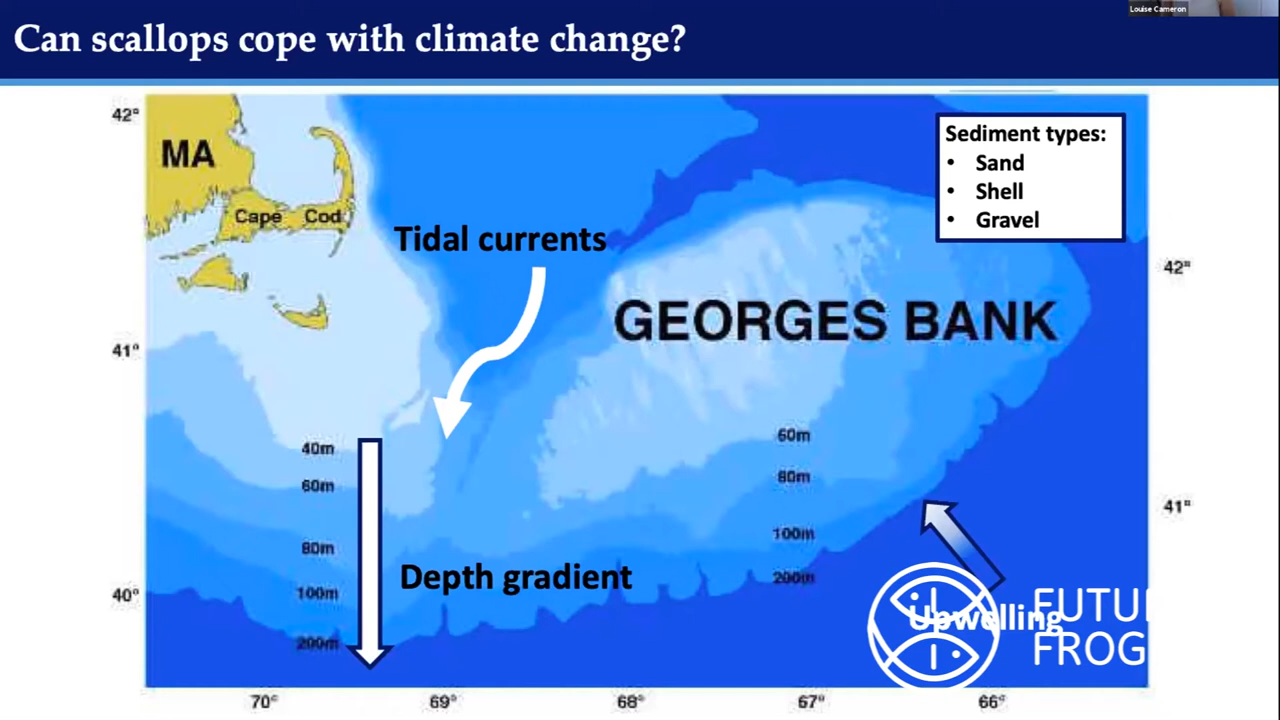 Louise Cameron
Can scallops cope with climate change?
42°
MA
Sediment types:
• Sand
• Shell
• Gravel
Cape Cod
Tidal currents
42°
GEORGES BANK
41°
60m
40m
80m
60m
41°
100m
80m
Depth gradient
200m
100m
40°
Upwelling
FUTU
FROG
200m
70°
69°
68°
67°
66°